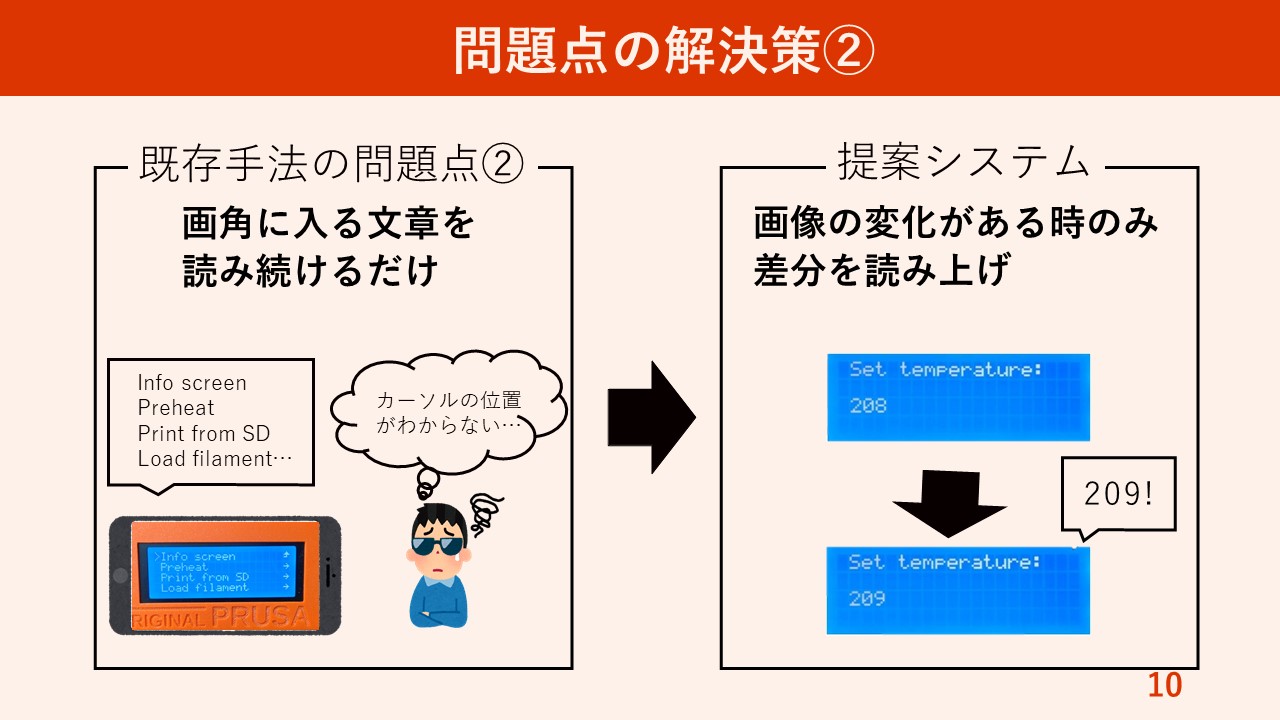 問題点の解決策②
既存手法の問題点②
画角に入る文章を
読み続けるだけ
Info screen
Preheat
Print from SD
Load filament…
カーソルの位置
がわからない…
>Info screen
Preheat
Print from SD
Load filament
RIGINAL PRUSA
提案システム
画像の変化がある時のみ
差分を読み上げ
Set temperature:
208
209!
Set temperature:
209
10